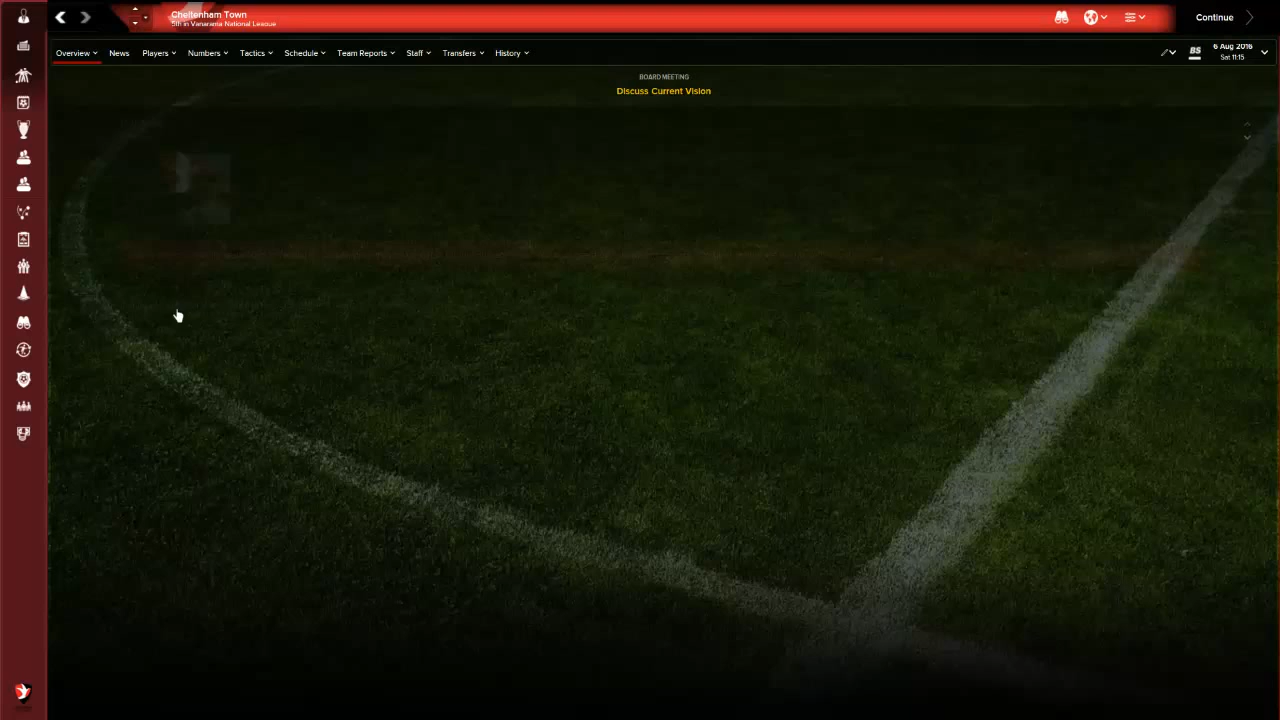 Cheltenham Town
5th in Vanarama National League
Continue
Overview News Players Numbers Tactics Schedule Team Reports Staff Transfers History
BS
6 Aug 2016
Sat 11:15
BOARD MEETING
Discuss Current Vision